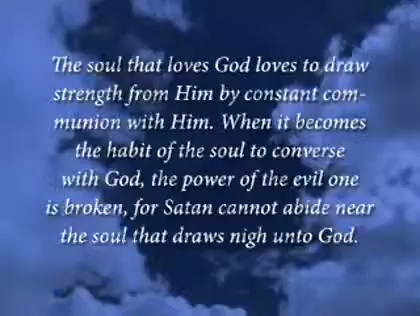 The soul that loves God loves to draw
strength from Him by constant com-
munion with Him. When it becomes
the habit of the soul to converse
with God, the power of the evil one
is broken, for Satan cannot abide near
the soul that draws nigh unto God.